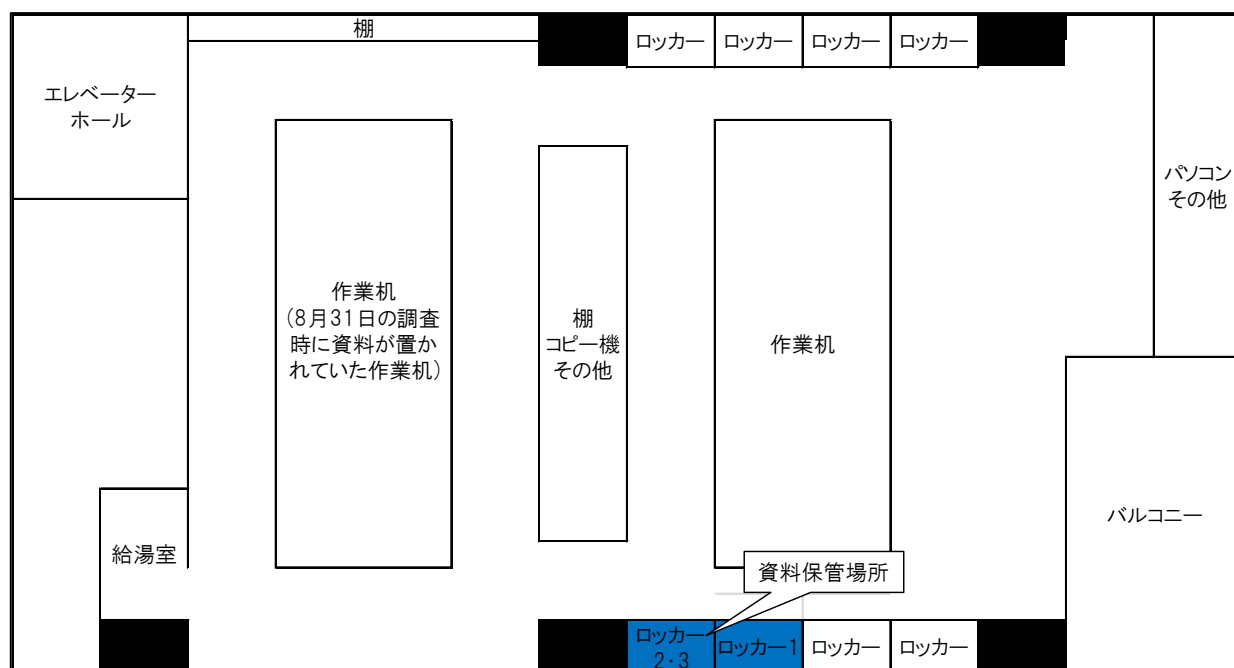 棚
ロッカー
ロッカー
ロッカー
ロッカー
エレベーター
ホール
パソコン
その他
作業机
（8月31日の調査
時に資料が置か
れていた作業机）
棚
コピー機
その他
作業机
バルコニー
給湯室
資料保管場所
ロッカー
2・3
ロッカー1
ロッカー
ロッカー